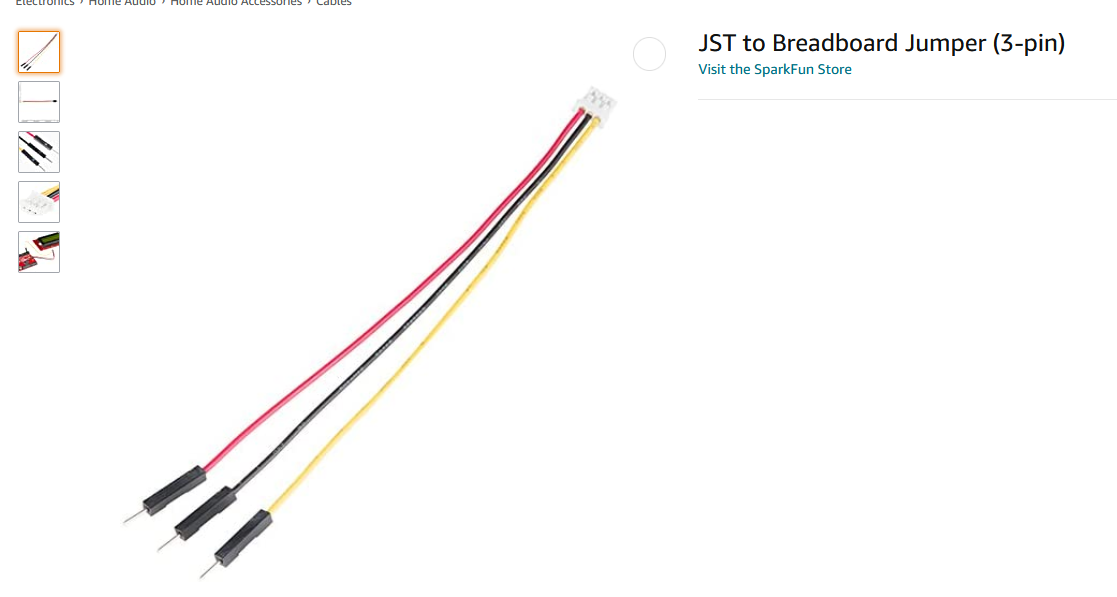 Electronics › Home Audio › Home Audio Accessories › Cables
JST to Breadboard Jumper (3-pin)
Visit the SparkFun Store